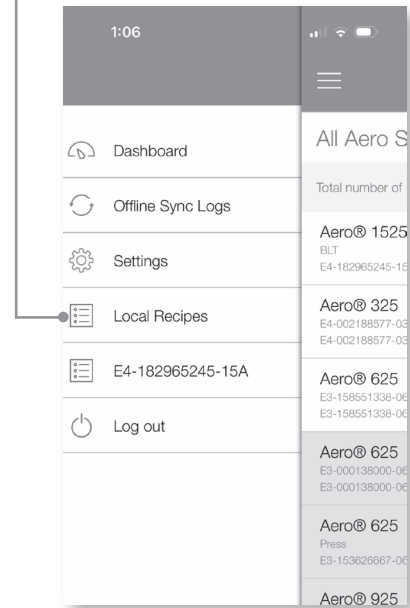 1:06
Dashboard
Offline Sync Logs
Settings
Local Recipes
E4-182965245-15A
Log out
All Aero S
Total number of
Aero® 1525
BLT
E4-182965245-15
Aero® 325
E4-002188577-03
E4-002188577-03
Aero® 625
E3-158551338-06
E3-158551338-06
Aero® 625
E3-000138000-06
E3-000138000-06
Aero® 625
Press
E3-153626667-06
Aero® 925